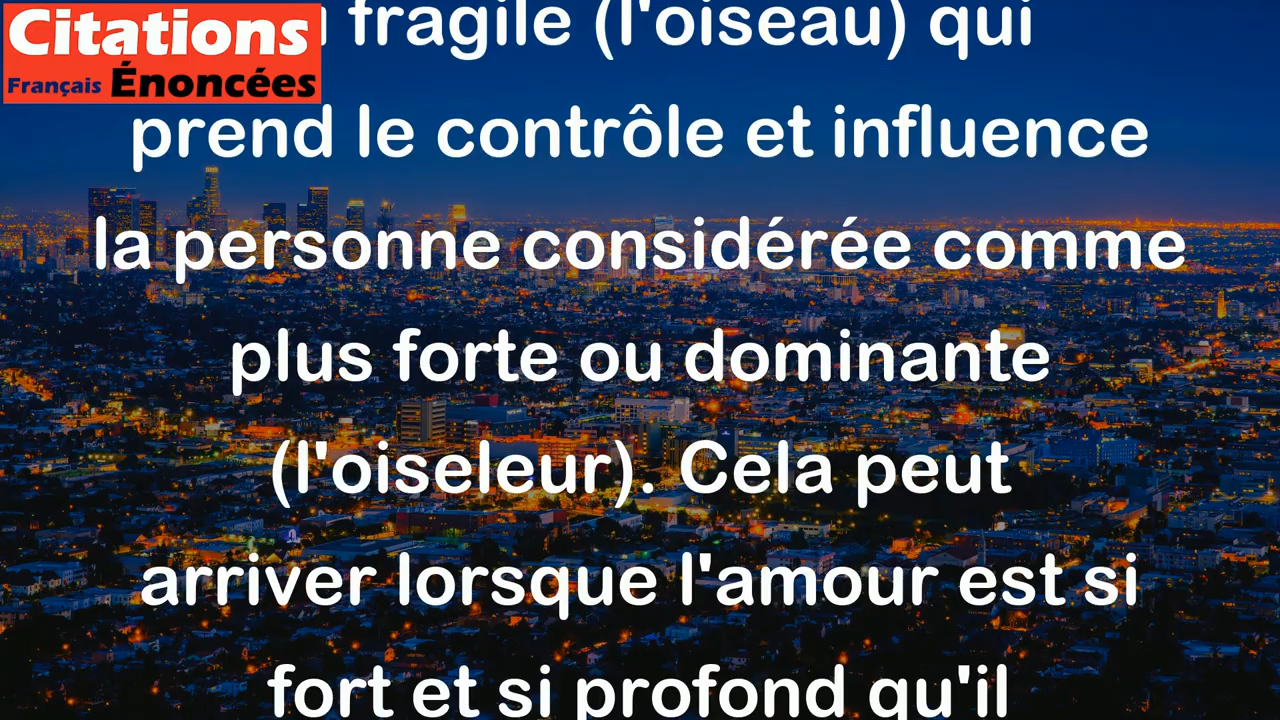 Citations
Français Énoncées
fragile (l'oiseau) qui
prend le contrôle et influence
la personne considérée comme
plus forte ou dominante
(l'oiseleur). Cela peut
arriver lorsque l'amour est si
fort et si profond qu'il